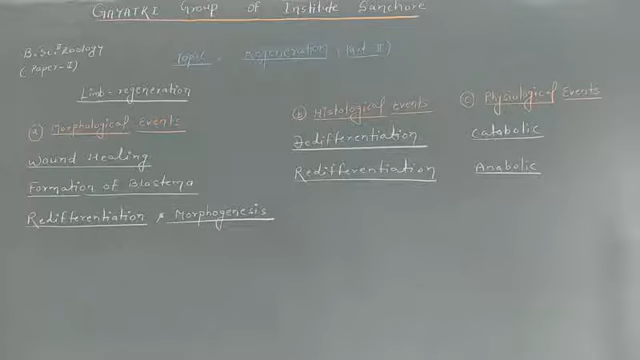 GAYATRI Group of Institute Sanchore
B.Sc. Zoology
(Paper-II)
Topic - Regeneration (Part II)
Limb-regeneration
(a) Morphological Events
Wound Healing
Formation of Blastema
Redifferentiation & Morphogenesis
(b) Histological events
Dedifferentiation
Redifferentiation
(c) Physiological Events
Catabolic
Anabolic